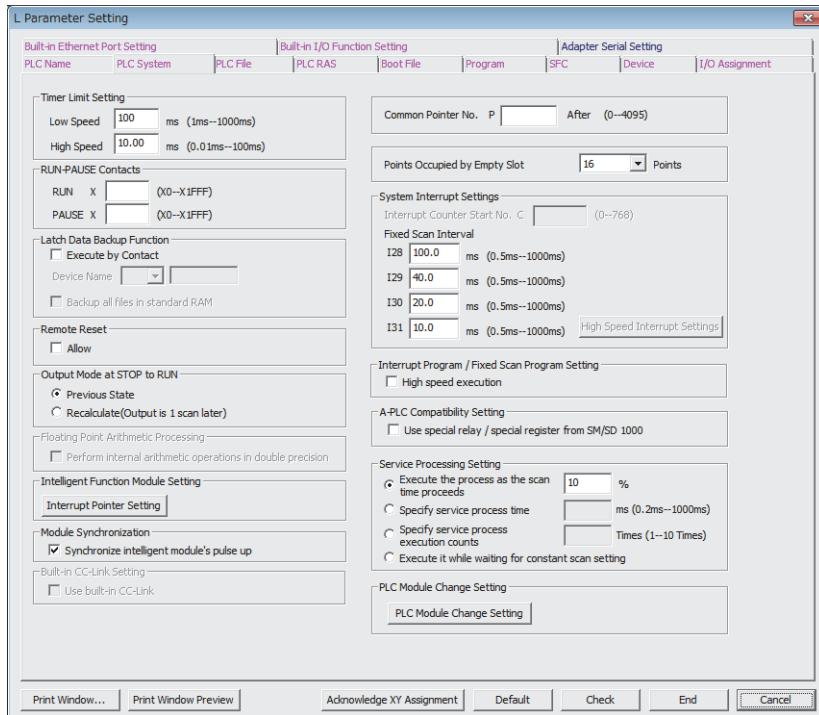 L Parameter Setting
Built-in Ethernet Port Setting
Built-in I/O Function Setting
Adapter Serial Setting
PLC Name
PLC System
PLC File
PLC RAS
Boot File
Program
SFC
Device
I/O Assignment
Timer Limit Setting
Low Speed 100 ms (1ms--1000ms)
High Speed 10.00 ms (0.01ms--100ms)
RUN-PAUSE Contacts
RUN X (X0--X1FFF)
PAUSE X (X0--X1FFF)
Latch Data Backup Function
Execute by Contact
Device Name
Backup all files in standard RAM
Remote Reset
Allow
Output Mode at STOP to RUN
Previous State
Recalculate(Output is 1 scan later)
Floating Point Arithmetic Processing
Perform internal arithmetic operations in double precision
Intelligent Function Module Setting
Interrupt Pointer Setting
Module Synchronization
Synchronize intelligent module's pulse up
Built-in CC-Link Setting
Use built-in CC-Link
Common Pointer No. P After (0--4095)
Points Occupied by Empty Slot 16 Points
System Interrupt Settings
Interrupt Counter Start No. C (0--768)
Fixed Scan Interval
I28 100.0 ms (0.5ms--1000ms)
I29 40.0 ms (0.5ms--1000ms)
I30 20.0 ms (0.5ms--1000ms)
I31 10.0 ms (0.5ms--1000ms) High Speed Interrupt Settings
Interrupt Program / Fixed Scan Program Setting
High speed execution
A-PLC Compatibility Setting
Use special relay / special register from SM/SD 1000
Service Processing Setting
Execute the process as the scan
time proceeds 10 %
Specify service process time ms (0.2ms--1000ms)
Specify service process
execution counts Times (1--10 Times)
Execute it while waiting for constant scan setting
PLC Module Change Setting
PLC Module Change Setting
Print Window...
Print Window Preview
Acknowledge XY Assignment
Default
Check
End
Cancel